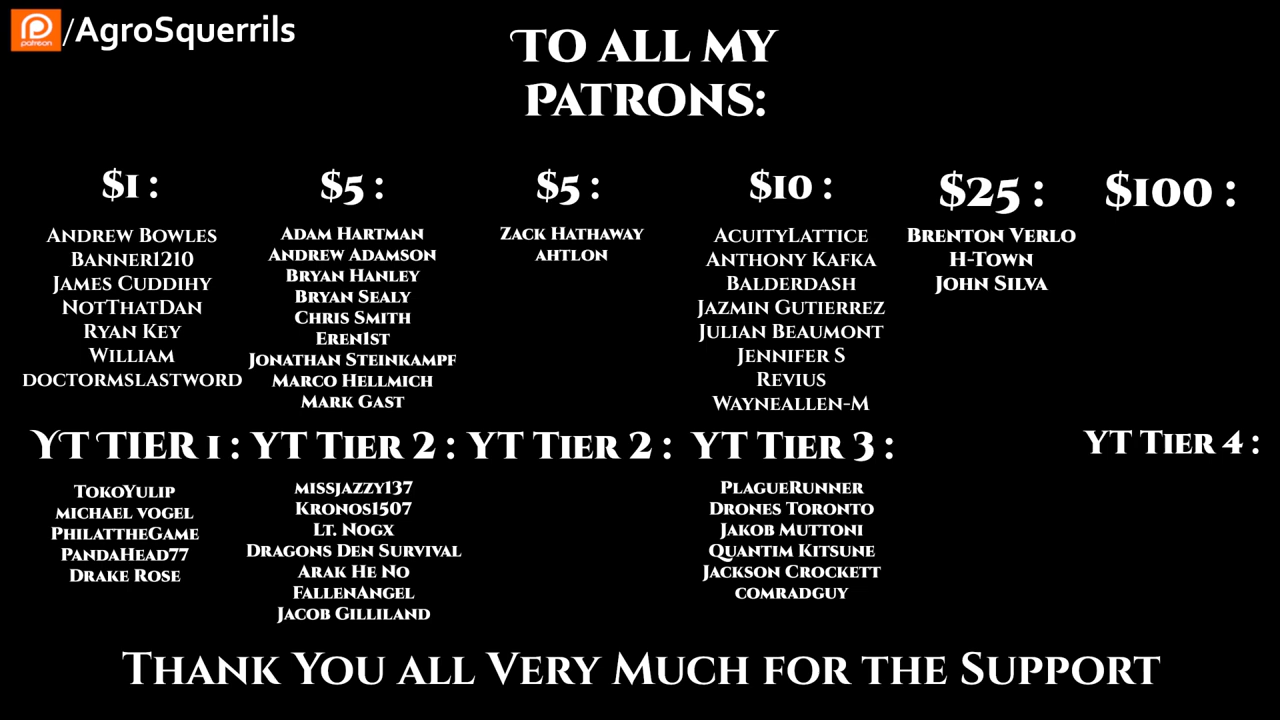 patreon
/AgroSquerrils
To all my
Patrons:
$1 :
Andrew Bowles
Banner1210
James Cuddihy
NotThatDan
Ryan Key
William
doctormslastword
$5 :
Adam Hartman
Andrew Adamson
Bryan Hanley
Bryan Sealy
Chris Smith
Eren1st
Jonathan Steinkampf
Marco Hellmich
Mark Gast
$5 :
Zack Hathaway
ahtlon
$10 :
AcuityLattice
Anthony Kafka
Balderdash
Jazmin Gutierrez
Julian Beaumont
Jennifer S
Revius
Wayneallen-M
$25 :
Brenton Verlo
H-Town
John Silva
$100 :
YT Tier 1 :
TokoYulip
michael vogel
PhilattheGame
PandaHead77
Drake Rose
YT Tier 2 :
missjazzy137
Kronos1507
Lt. Nogx
Dragons Den Survival
Arak He No
FallenAngel
Jacob Gilliland
YT Tier 2 :
YT Tier 3 :
PlagueRunner
Drones Toronto
Jakob Muttoni
Quantim Kitsune
Jackson Crockett
comradguy
YT Tier 4 :
Thank You all Very Much for the Support